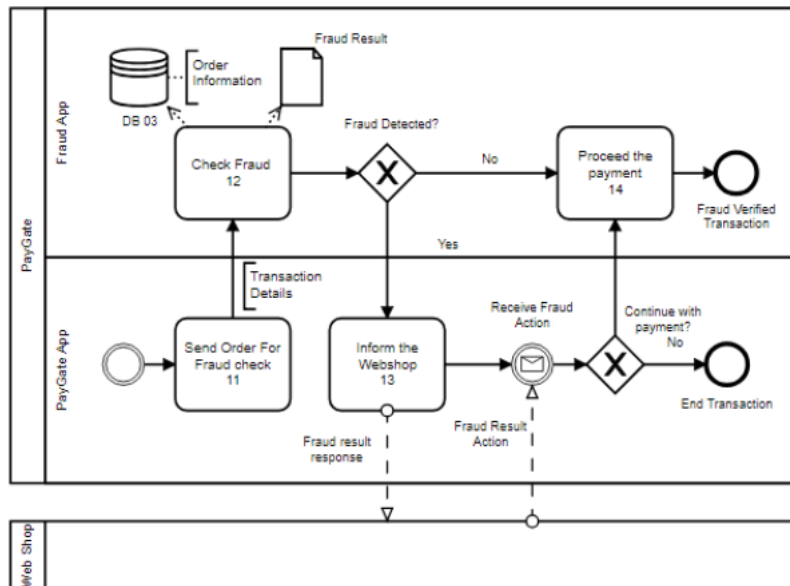 Fraud Result
Order
Information
DB 03
Fraud Detected?
Check Fraud
12
No
Proceed the
payment
14
Fraud Verified
Transaction
Fraud App
PayGate
Yes
Transaction
Details
Receive Fraud
Action
Continue with
payment?
No
Send Order For
Fraud check
11
Inform the
Webshop
13
End Transaction
PayGate App
Fraud result
response
Fraud Result
Action
Web Shop